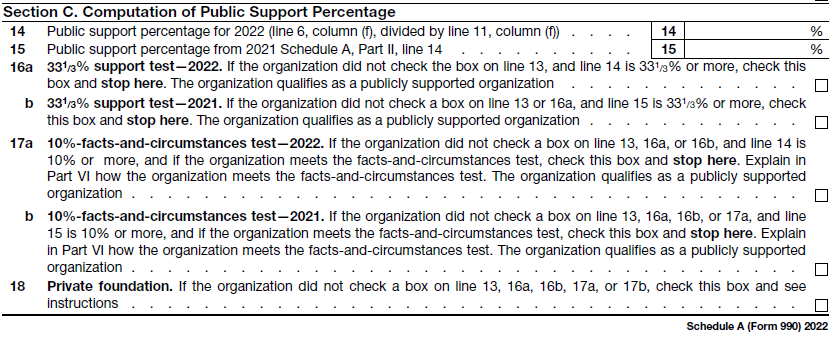 Section C. Computation of Public Support Percentage
14 Public support percentage for 2022 (line 6, column (f), divided by line 11, column (f)) . . . . 14 %
15 Public support percentage from 2021 Schedule A, Part II, line 14 . . . . . . . . . . 15 %
16a 33 1/3% support test—2022. If the organization did not check the box on line 13, and line 14 is 33 1/3% or more, check this
box and stop here. The organization qualifies as a publicly supported organization . . . . . . . . . . . .
b 33 1/3% support test—2021. If the organization did not check a box on line 13 or 16a, and line 15 is 33 1/3% or more, check
this box and stop here. The organization qualifies as a publicly supported organization . . . . . . . . . . .
17a 10%-facts-and-circumstances test—2022. If the organization did not check a box on line 13, 16a, or 16b, and line 14 is
10% or more, and if the organization meets the facts-and-circumstances test, check this box and stop here. Explain in
Part VI how the organization meets the facts-and-circumstances test. The organization qualifies as a publicly supported
organization . . . . . . . . . . . . . . . . . . . . . . . . . . . . . . . .
b 10%-facts-and-circumstances test—2021. If the organization did not check a box on line 13, 16a, 16b, or 17a, and line
15 is 10% or more, and if the organization meets the facts-and-circumstances test, check this box and stop here. Explain
in Part VI how the organization meets the facts-and-circumstances test. The organization qualifies as a publicly supported
organization . . . . . . . . . . . . . . . . . . . . . . . . . . . . . . . .
18 Private foundation. If the organization did not check a box on line 13, 16a, 16b, 17a, or 17b, check this box and see
instructions . . . . . . . . . . . . . . . . . . . . . . . . . . . . . . . .
Schedule A (Form 990) 2022